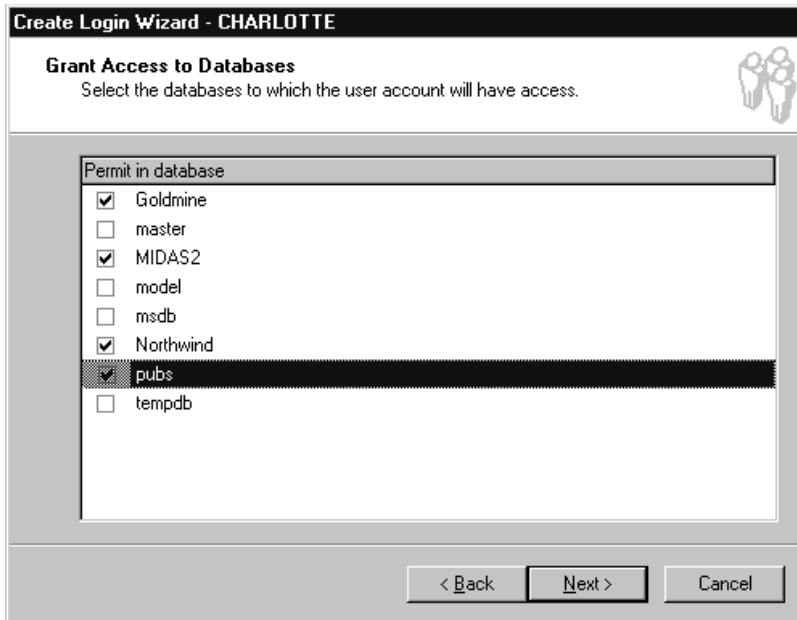 Create Login Wizard - CHARLOTTE
Grant Access to Databases
Select the databases to which the user account will have access.
Permit in database
Goldmine
master
MIDAS2
model
msdb
Northwind
pubs
tempdb
< Back Next > Cancel